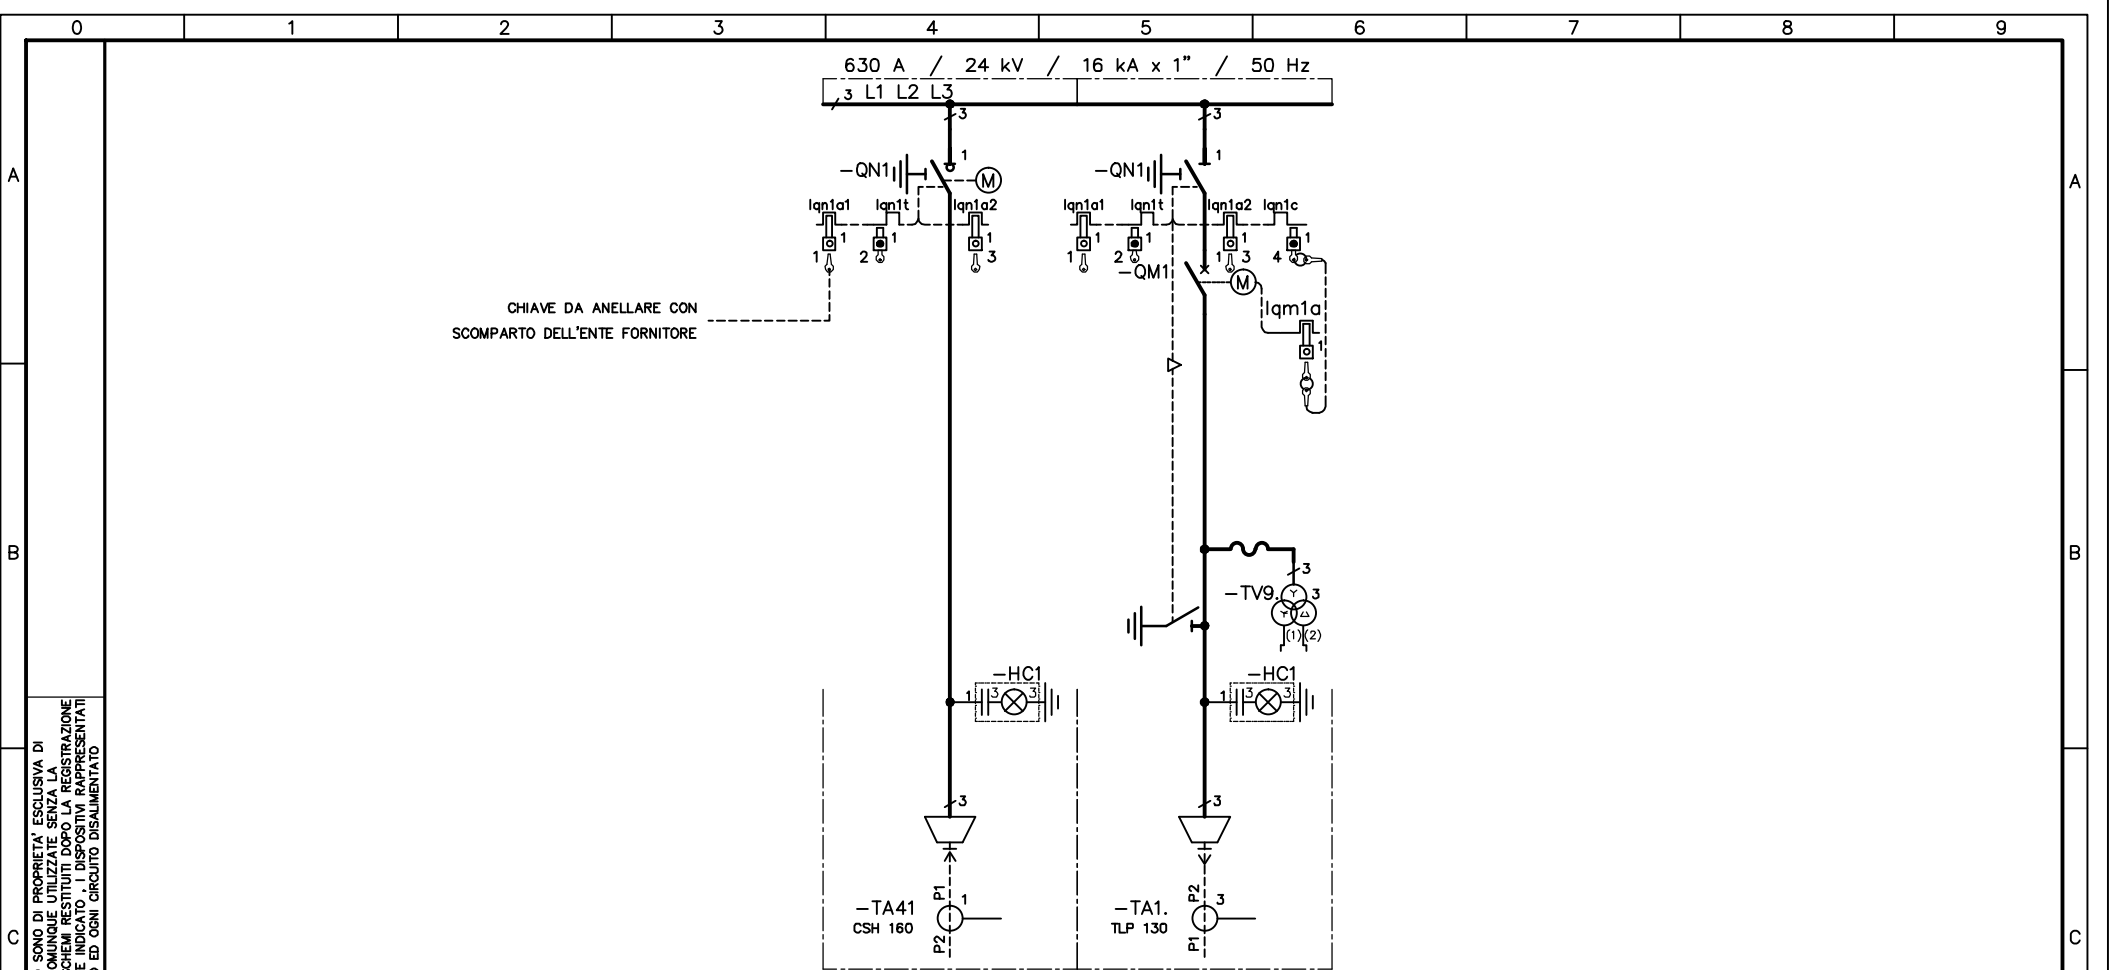 0 1 2 3 4 5 6 7 8 9
630 A / 24 kV / 16 kA x 1" / 50 Hz
3 L1 L2 L3
3 3
A A
-QN1 1 M
-QN1 1
Iqn1a1 Iqn1t Iqn1a2
Iqn1a1 Iqn1t Iqn1a2 Iqn1c
1 1 1
1 1 1 1
1 2 3
1 2 3 4
-QM1 1 M
CHIAVE DA ANELLARE CON
SCOMPARTO DELL'ENTE FORNITORE
Iqm1a
1
B B
3
-TV9. 3
(1) (2)
-HC1 -HC1
1 3 3 1 3 3
3 3
P1 P2
-TA41 1
CSH 160
-TA1. 3
TLP 130
P2 P1
C C
SONO DI PROPRIETA' ESCLUSIVA DI
OMUNQUE UTILIZZATE SENZA LA
CHEMI RESTITUITI DOPO LA REGISTRAZIONE
E INDICATO , I DISPOSITIVI RAPPRESENTATI
ED OGNI CIRCUITO DISALIMENTATO